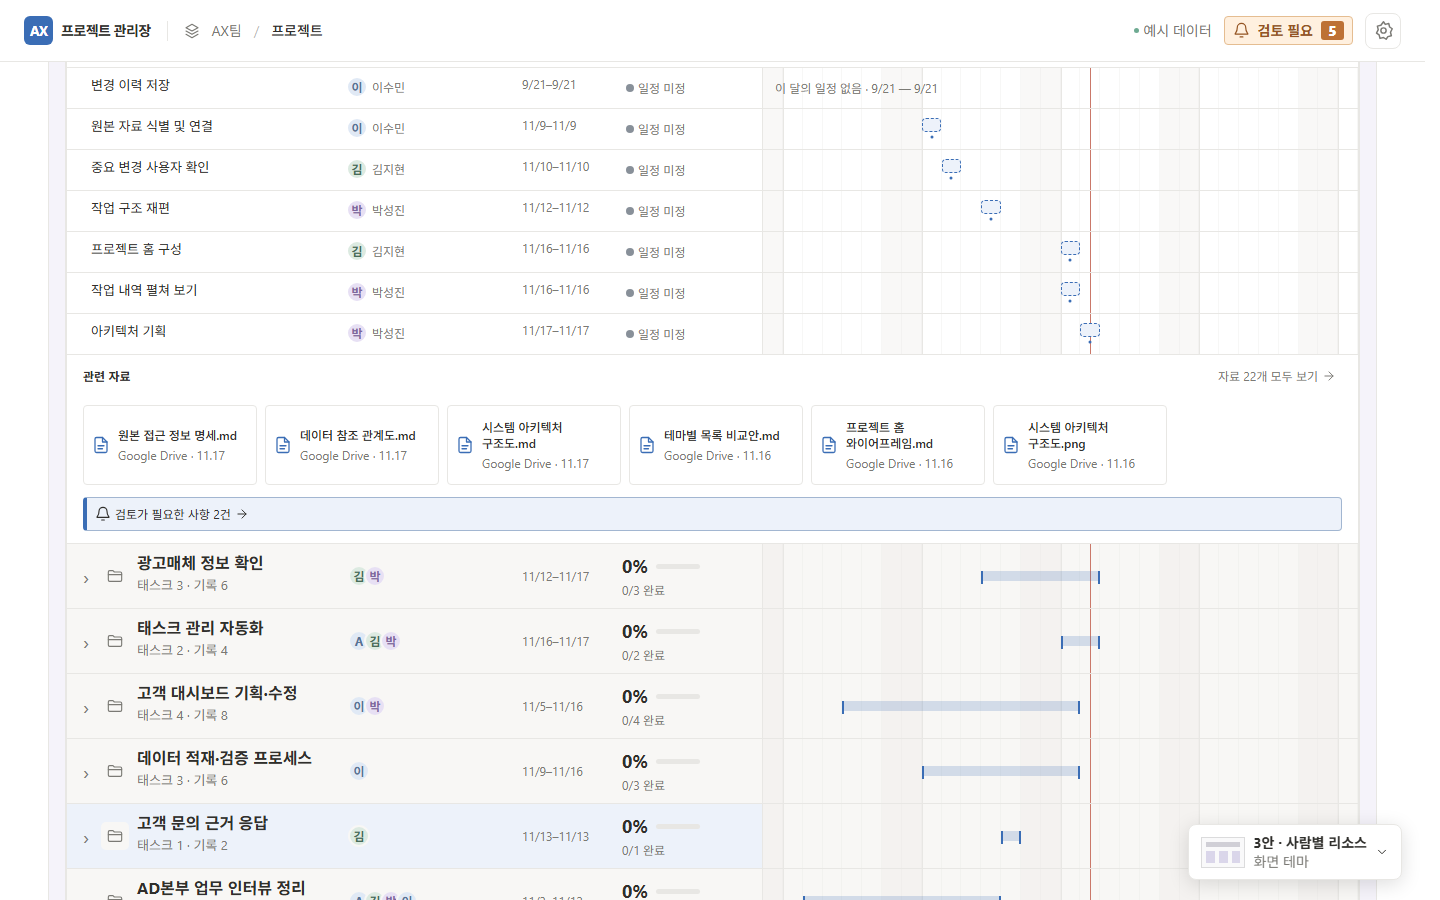 AX 프로젝트 관리장 AX팀 / 프로젝트 예시 데이터 검토 필요 5
변경 이력 저장 이 이수민 9/21–9/21 일정 미정 이 달의 일정 없음 · 9/21 — 9/21
원본 자료 식별 및 연결 이 이수민 11/9–11/9 일정 미정
중요 변경 사용자 확인 김 김지현 11/10–11/10 일정 미정
작업 구조 재편 박 박성진 11/12–11/12 일정 미정
프로젝트 홈 구성 김 김지현 11/16–11/16 일정 미정
작업 내역 펼쳐 보기 박 박성진 11/16–11/16 일정 미정
아키텍처 기획 박 박성진 11/17–11/17 일정 미정
관련 자료 자료 22개 모두 보기 →
원본 접근 정보 명세.md
Google Drive · 11.17
데이터 참조 관계도.md
Google Drive · 11.17
시스템 아키텍처
구조도.md
Google Drive · 11.17
테마별 목록 비교안.md
Google Drive · 11.16
프로젝트 홈
와이어프레임.md
Google Drive · 11.16
시스템 아키텍처
구조도.png
Google Drive · 11.16
검토가 필요한 사항 2건 →
광고매체 정보 확인
태스크 3 · 기록 6
김 박 11/12–11/17
0%
0/3 완료
태스크 관리 자동화
태스크 2 · 기록 4
A 김 박 11/16–11/17
0%
0/2 완료
고객 대시보드 기획·수정
태스크 4 · 기록 8
이 박 11/5–11/16
0%
0/4 완료
데이터 적재·검증 프로세스
태스크 3 · 기록 6
이 11/9–11/16
0%
0/3 완료
고객 문의 근거 응답
태스크 1 · 기록 2
김 11/13–11/13
0%
0/1 완료
AD본부 업무 인터뷰 정리
0%
3안 · 사람별 리소스
화면 테마